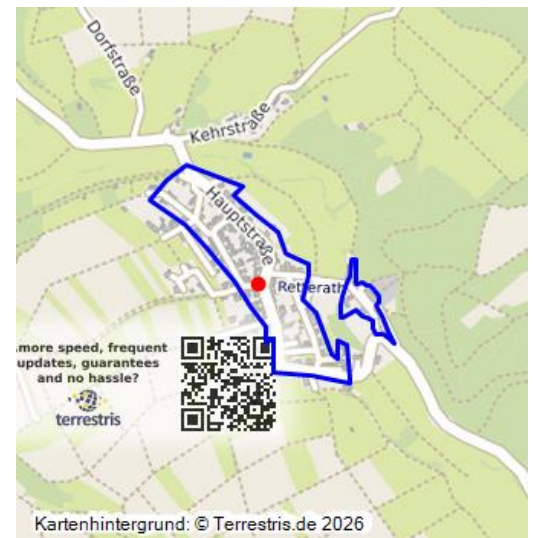 Dorfstraße
Kehrstraße
Hauptstraße
Retterath
.more speed, frequent
updates, guarantees
and no hassle?
terrestris
Kartenhintergrund: © Terrestris.de 2026